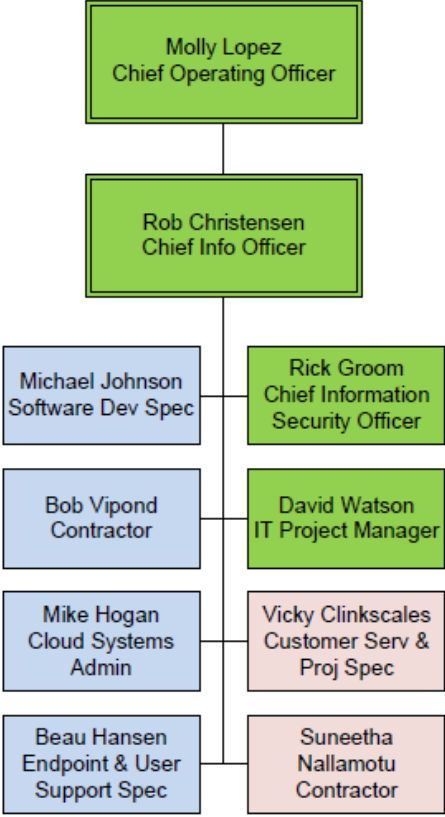 Molly Lopez
Chief Operating Officer
Rob Christensen
Chief Info Officer
Michael Johnson
Software Dev Spec
Rick Groom
Chief Information
Security Officer
Bob Vipond
Contractor
David Watson
IT Project Manager
Mike Hogan
Cloud Systems
Admin
Vicky Clinkscales
Customer Serv &
Proj Spec
Beau Hansen
Endpoint & User
Support Spec
Suneetha
Nallamotu
Contractor